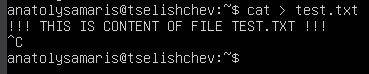 anatolysamaris@tselishchev:~$ cat > test.txt
!!! THIS IS CONTENT OF FILE TEST.TXT !!!
^C
anatolysamaris@tselishchev:~$